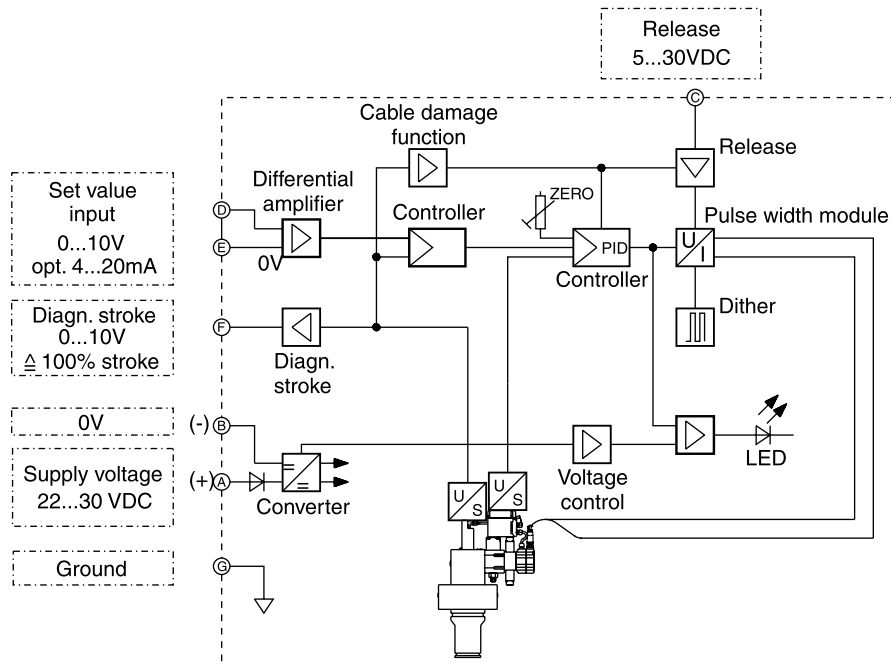 Release
5...30VDC
C
Cable damage
function
Release
Set value
input
0...10V
opt. 4...20mA
D
E
Differential
amplifier
0V
Controller
ZERO
PID
Controller
Pulse width module
U
I
Diagn. stroke
0...10V
≙ 100% stroke
F
Diagn.
stroke
Dither
0V
(-)
B
Supply voltage
22...30 VDC
(+)
A
=
=
Converter
Voltage
control
LED
U
S
U
S
Ground
G